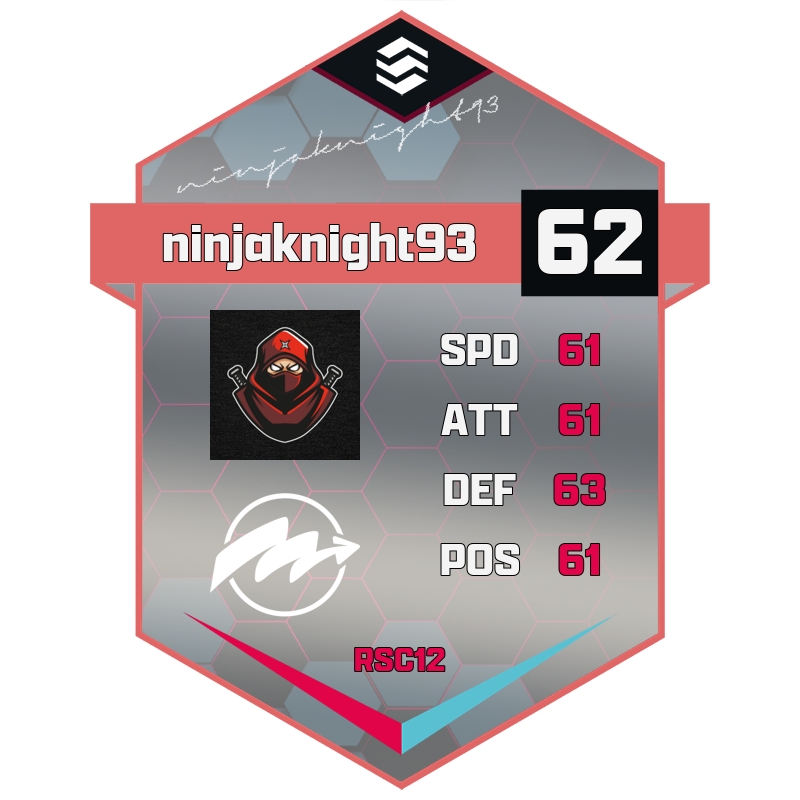 ninjaknight93
ninjaknight93 62
SPD 61
ATT 61
DEF 63
POS 61
RSC12